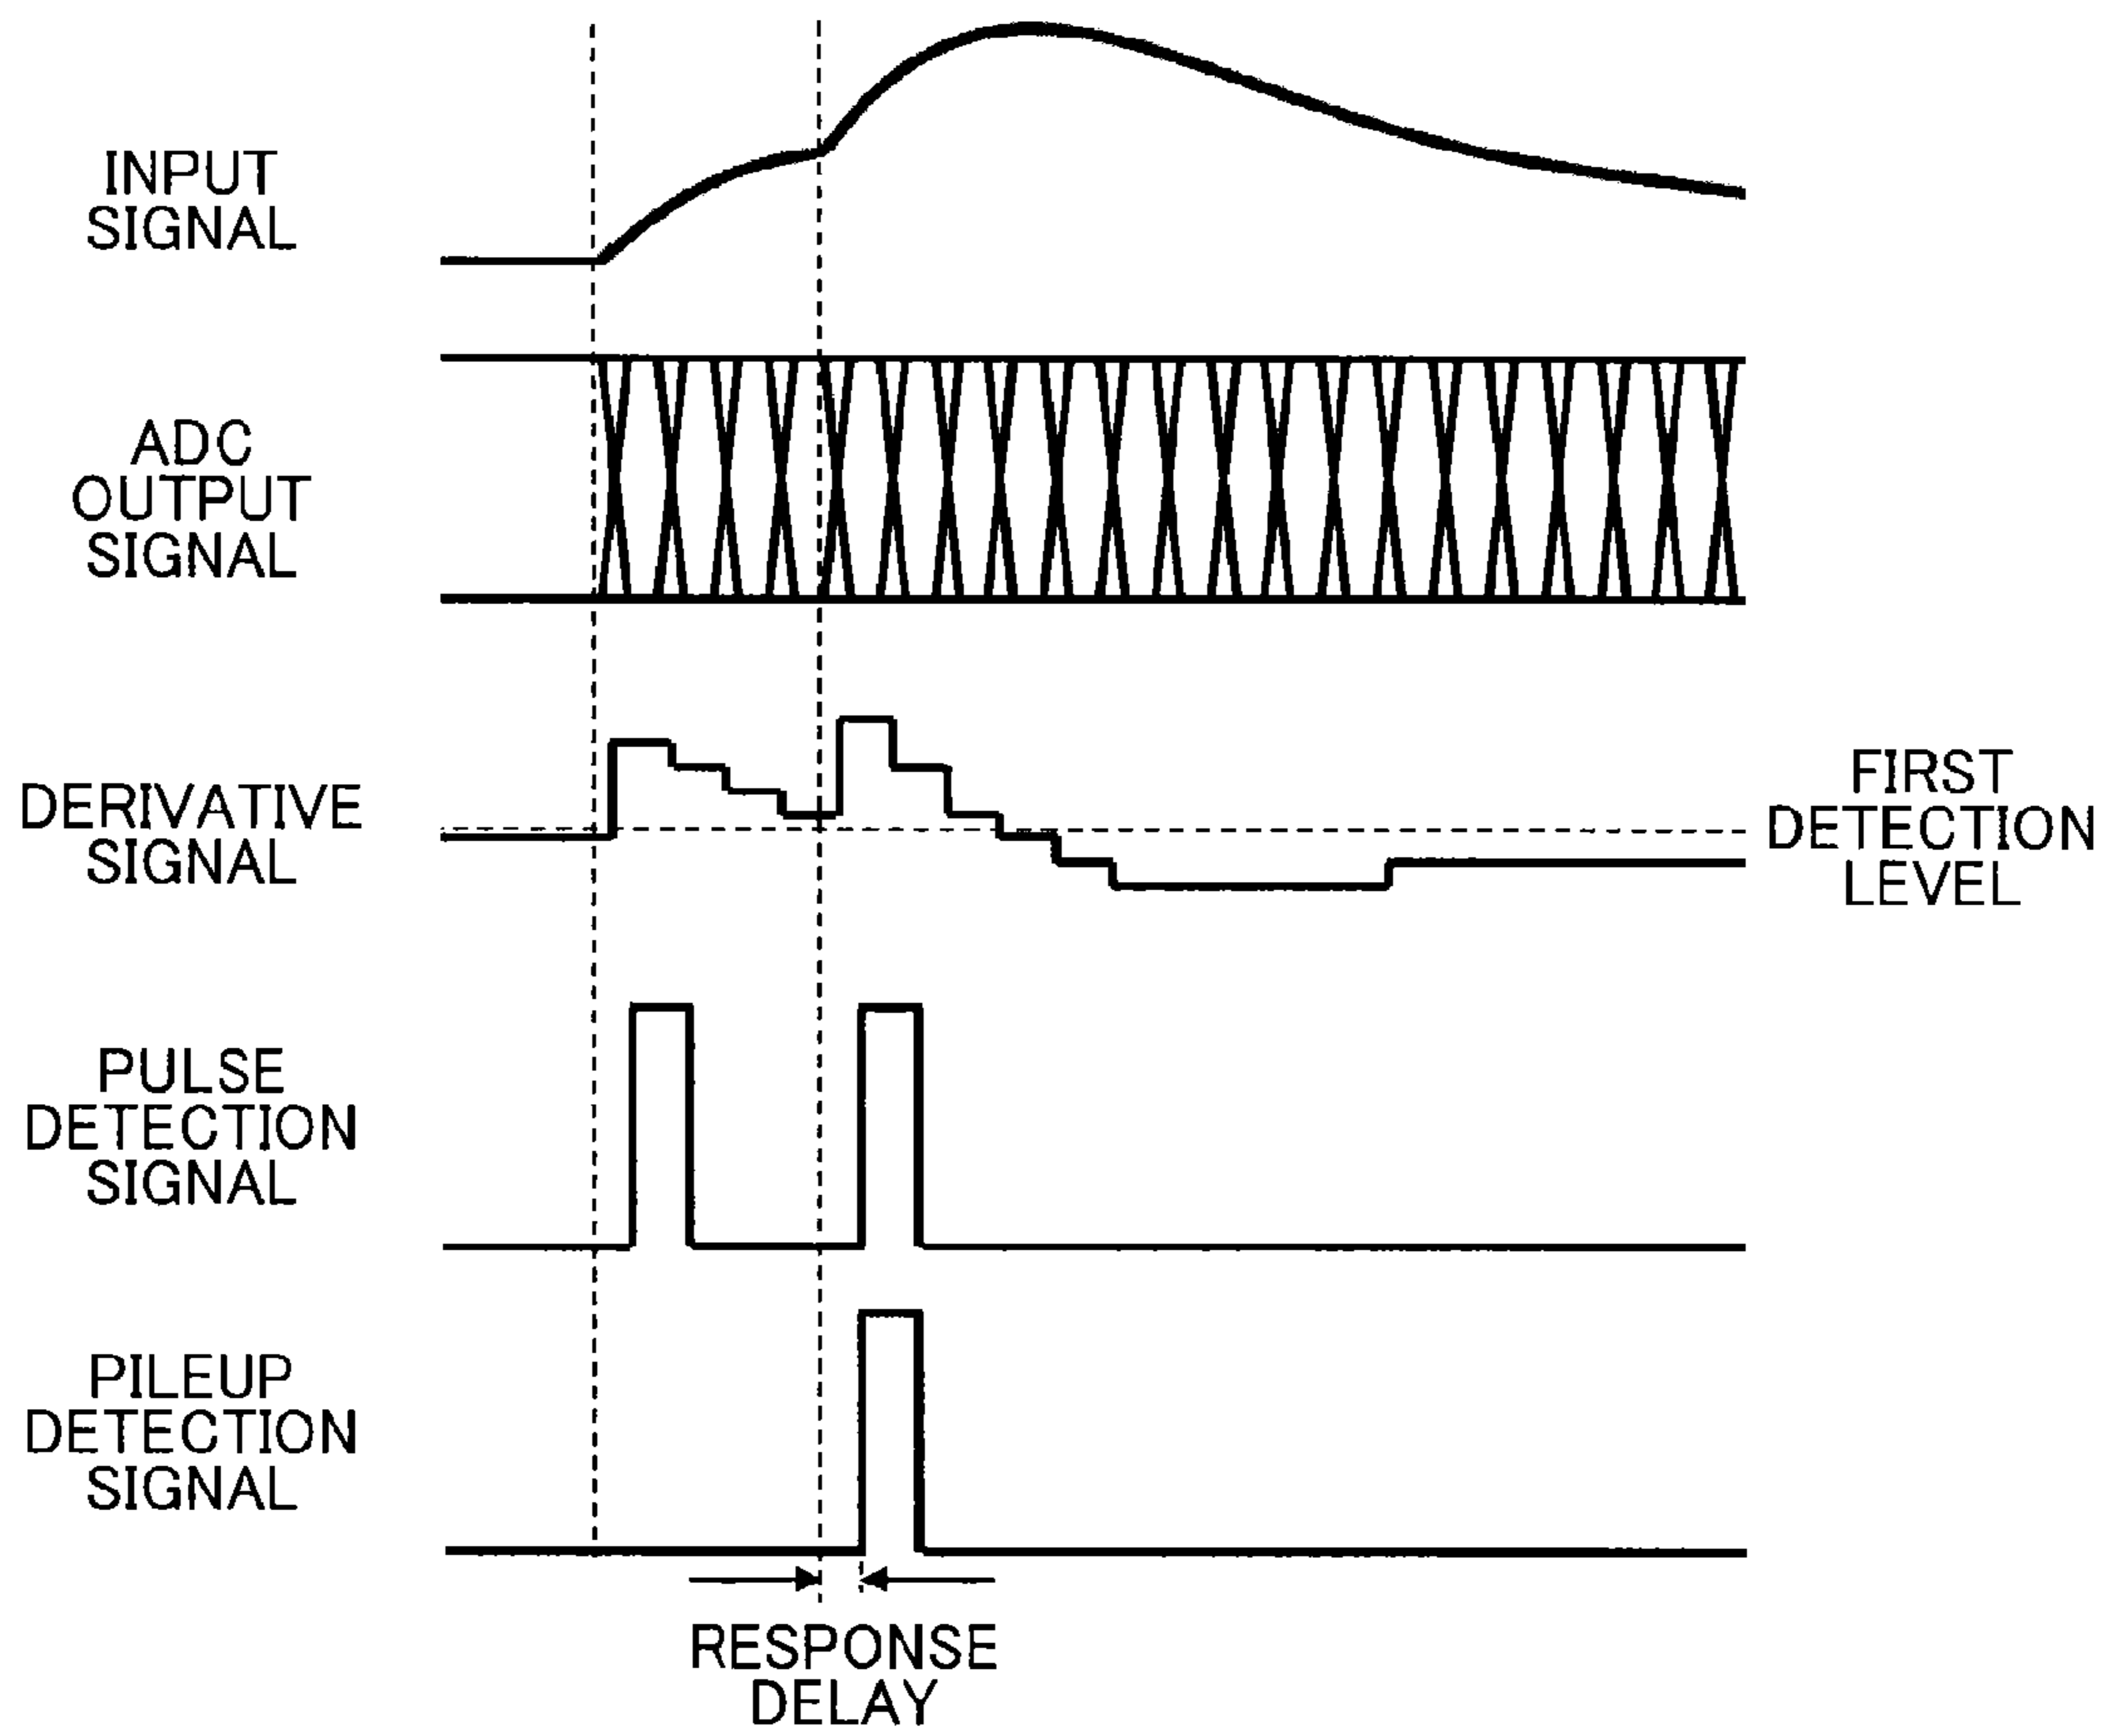 INPUT
SIGNAL
ADC
OUTPUT
SIGNAL
DERIVATIVE
SIGNAL
FIRST
DETECTION
LEVEL
PULSE
DETECTION
SIGNAL
PILEUP
DETECTION
SIGNAL
RESPONSE
DELAY